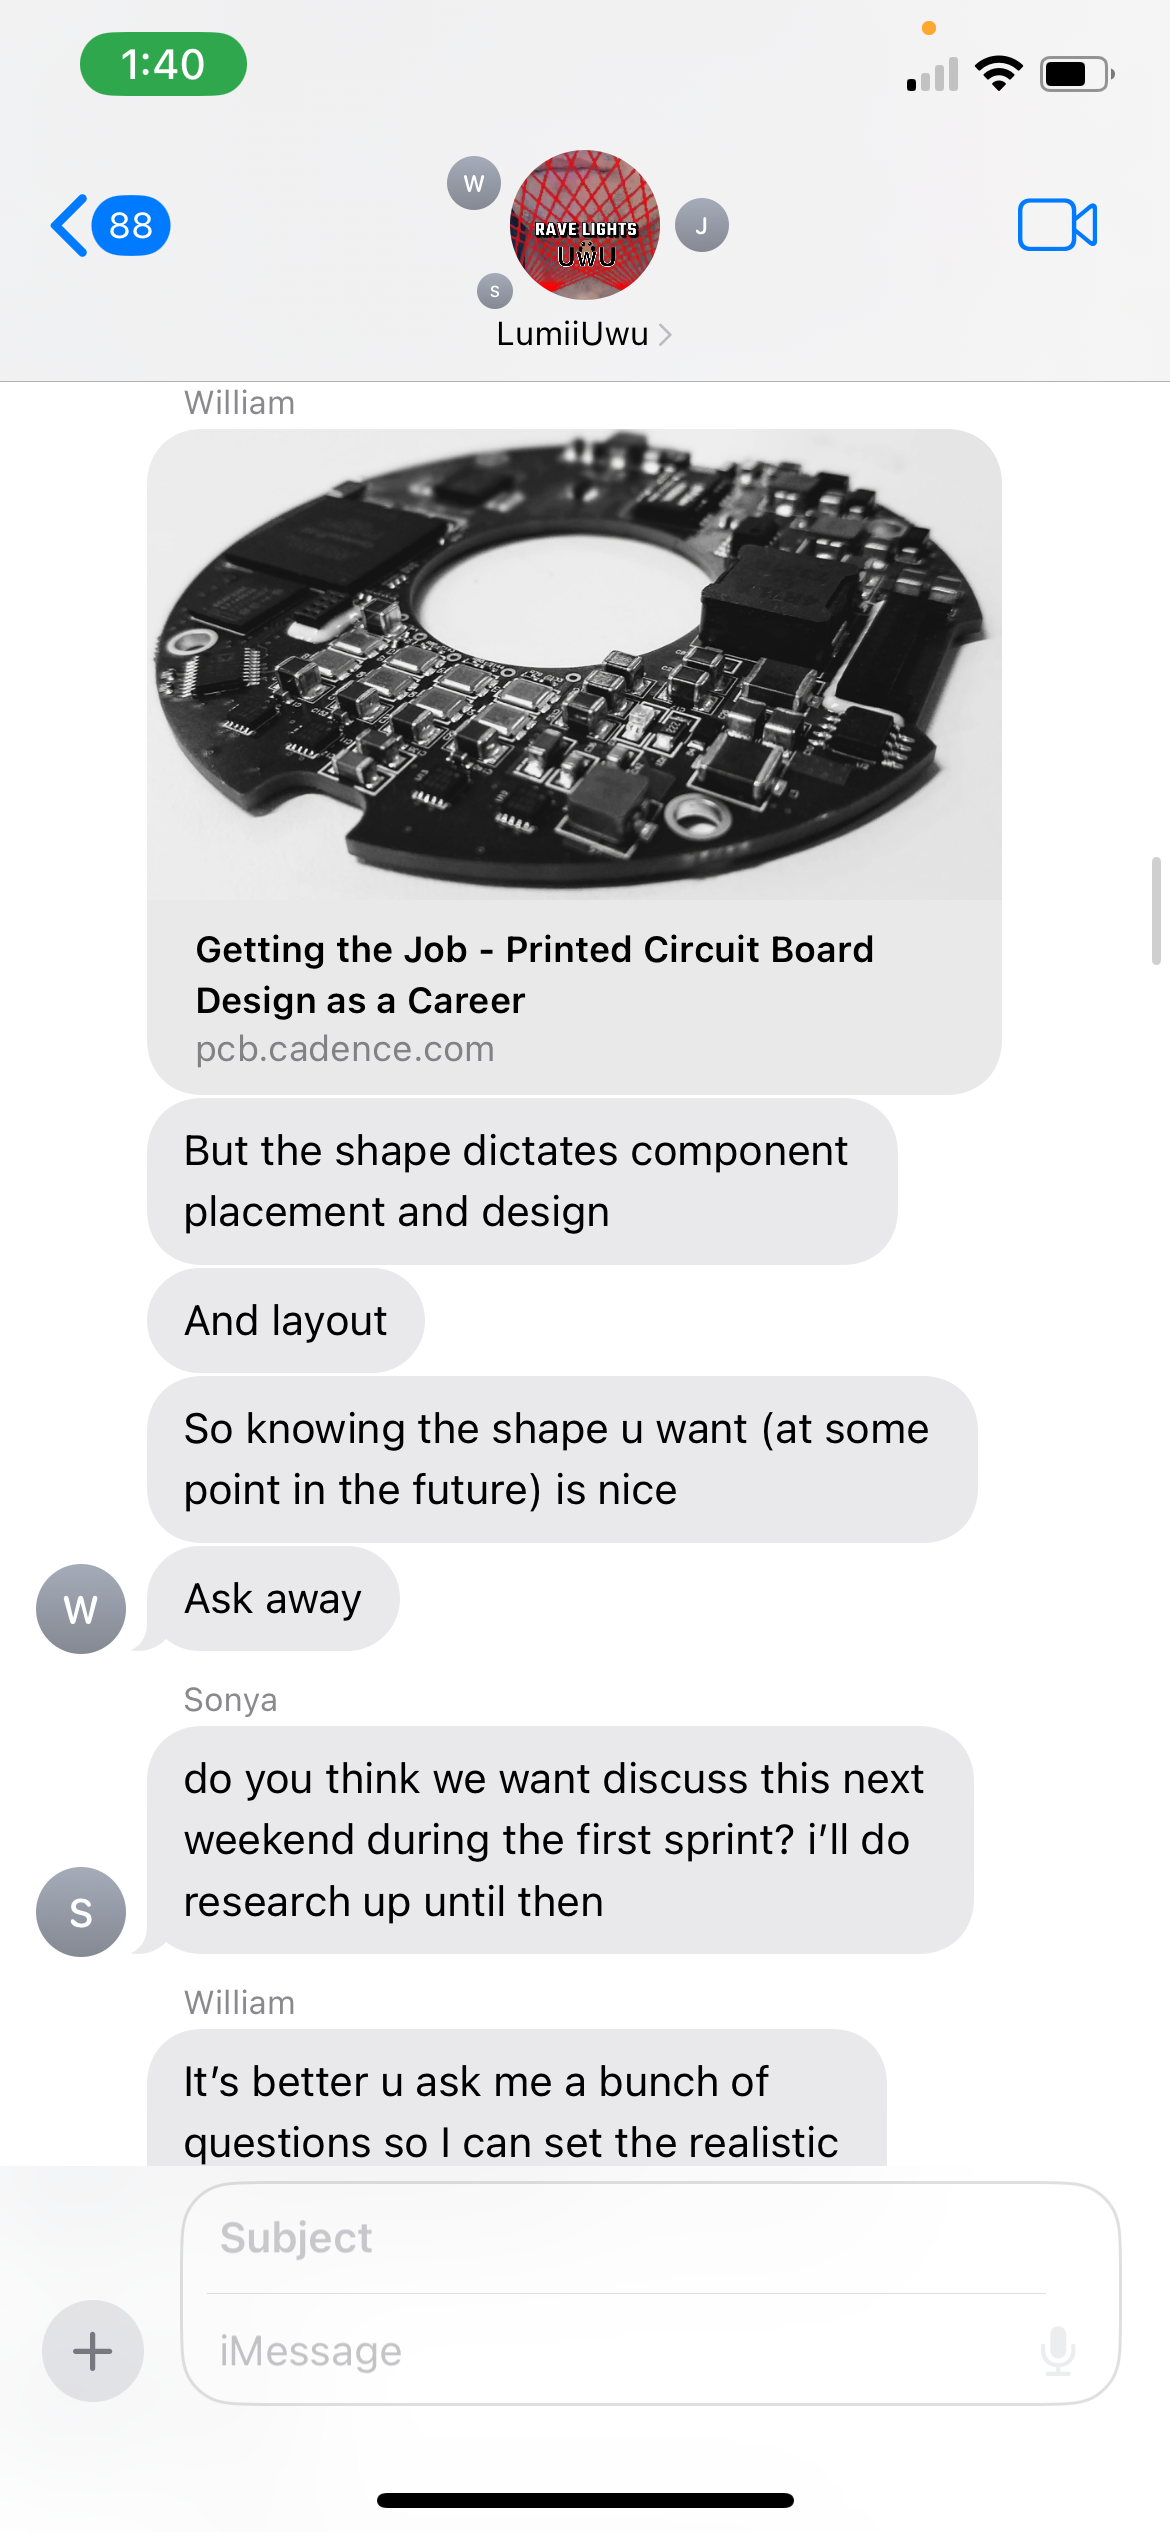 1:40
88
W
J
S
RAVE LIGHTS
UWU
LumiiUwu
William
Getting the Job - Printed Circuit Board
Design as a Career
pcb.cadence.com
But the shape dictates component
placement and design
And layout
So knowing the shape u want (at some
point in the future) is nice
Ask away
W
Sonya
do you think we want discuss this next
weekend during the first sprint? i’ll do
research up until then
S
William
It’s better u ask me a bunch of
questions so I can set the realistic
Subject
iMessage